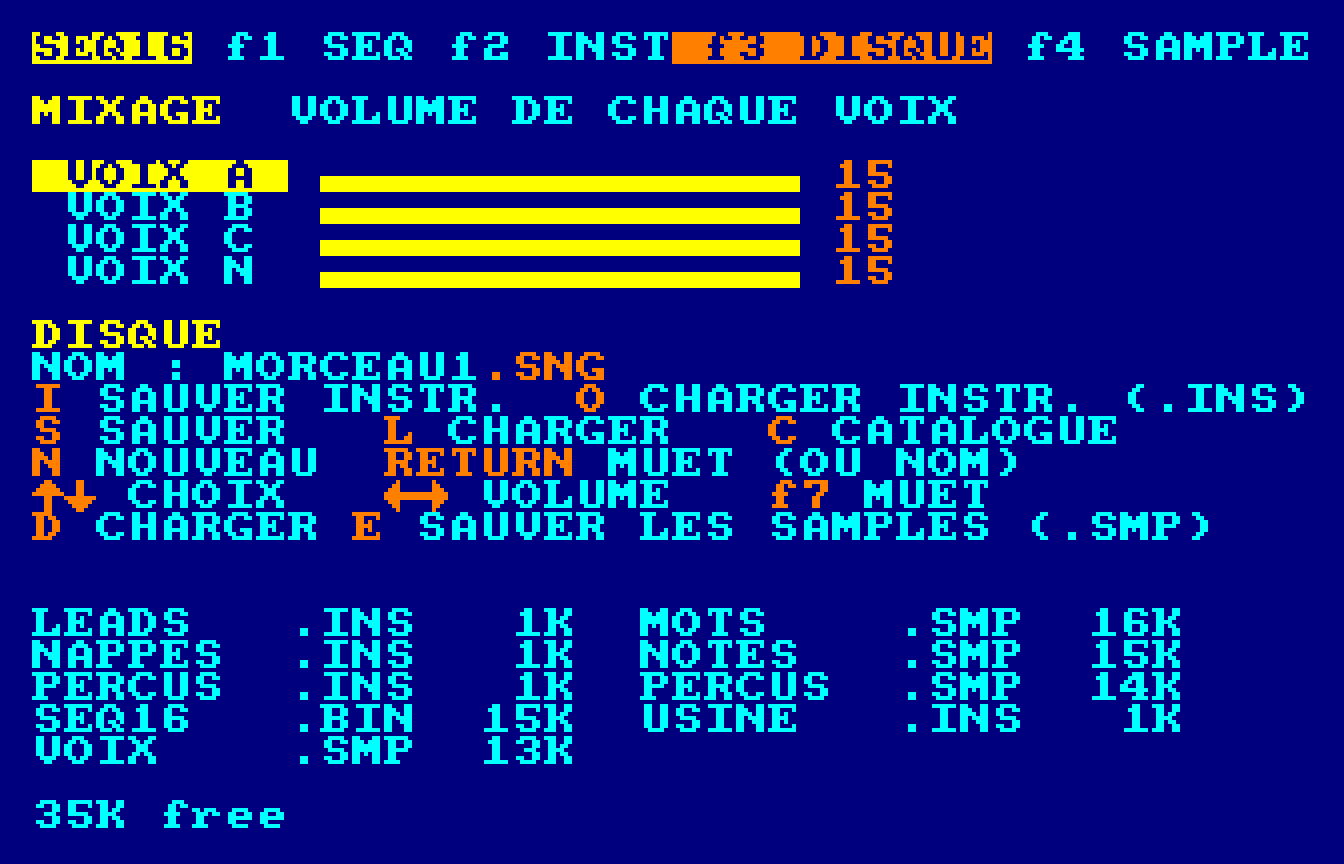 SEQ16 f1 SEQ f2 INST f3 DISQUE f4 SAMPLE
MIXAGE VOLUME DE CHAQUE VOIX
VOIX A 15
VOIX B 15
VOIX C 15
VOIX N 15
DISQUE
NOM : MORCEAU1.SNG
I SAUVER INSTR. O CHARGER INSTR. (.INS)
S SAUVER L CHARGER C CATALOGUE
N NOUVEAU RETURN MUET (OU NOM)
↑↓ CHOIX ↔ VOLUME f7 MUET
D CHARGER E SAUVER LES SAMPLES (.SMP)
LEADS .INS 1K MOTS .SMP 16K
NAPPES .INS 1K NOTES .SMP 15K
PERCUS .INS 1K PERCUS .SMP 14K
SEQ16 .BIN 15K USINE .INS 1K
VOIX .SMP 13K
35K free